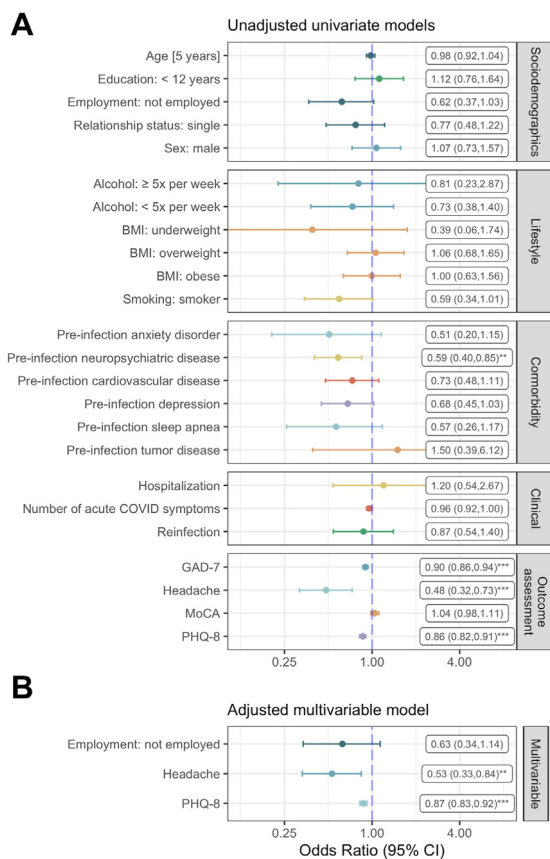 A
Unadjusted univariate models
Age [5 years] 0.98 (0.92,1.04)
Education: < 12 years 1.12 (0.76,1.64)
Employment: not employed 0.62 (0.37,1.03)
Relationship status: single 0.77 (0.48,1.22)
Sex: male 1.07 (0.73,1.57)
Sociodemographics
Alcohol: ≥ 5x per week 0.81 (0.23,2.87)
Alcohol: < 5x per week 0.73 (0.38,1.40)
BMI: underweight 0.39 (0.06,1.74)
BMI: overweight 1.06 (0.68,1.65)
BMI: obese 1.00 (0.63,1.56)
Smoking: smoker 0.59 (0.34,1.01)
Lifestyle
Pre-infection anxiety disorder 0.51 (0.20,1.15)
Pre-infection neuropsychiatric disease 0.59 (0.40,0.85)**
Pre-infection cardiovascular disease 0.73 (0.48,1.11)
Pre-infection depression 0.68 (0.45,1.03)
Pre-infection sleep apnea 0.57 (0.26,1.17)
Pre-infection tumor disease 1.50 (0.39,6.12)
Cormorbidity
Hospitalization 1.20 (0.54,2.67)
Number of acute COVID symptoms 0.96 (0.92,1.00)
Reinfection 0.87 (0.54,1.40)
Clinical
GAD-7 0.90 (0.86,0.94)***
Headache 0.48 (0.32,0.73)***
MoCA 1.04 (0.98,1.11)
PHQ-8 0.86 (0.82,0.91)***
Outcome
assessment
0.25 1.00 4.00
B
Adjusted multivariable model
Employment: not employed 0.63 (0.34,1.14)
Headache 0.53 (0.33,0.84)**
PHQ-8 0.87 (0.83,0.92)***
Multivariable
0.25 1.00 4.00
Odds Ratio (95% CI)